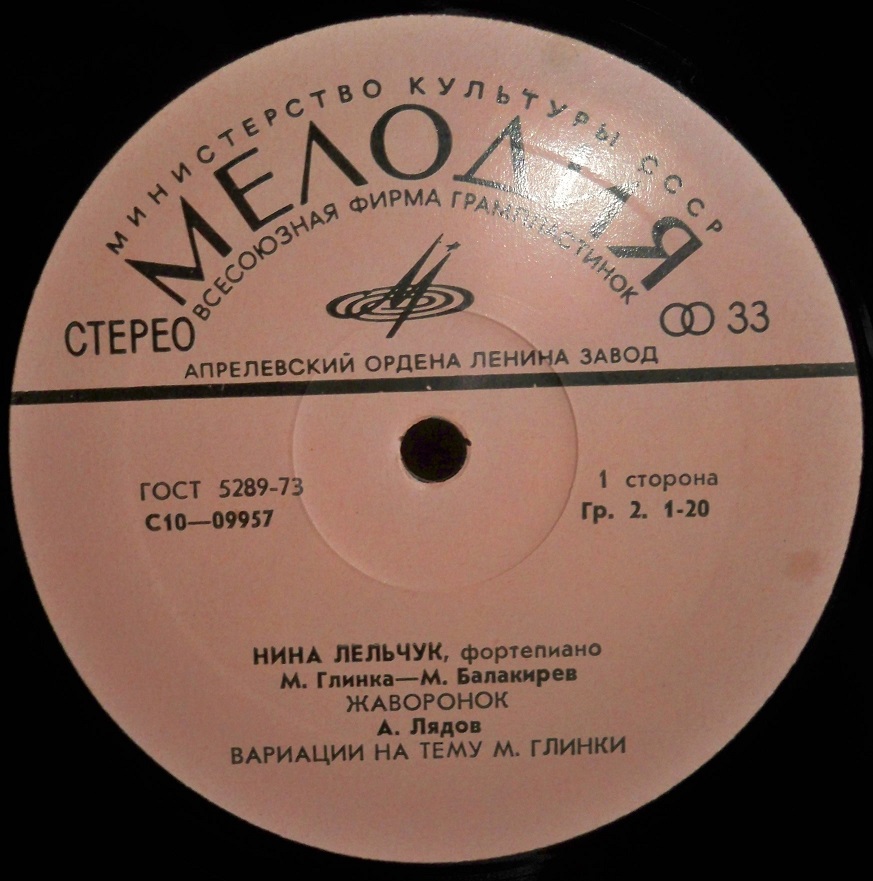 МИНИСТЕРСТВО КУЛЬТУРЫ СССР
МЕЛОДИЯ
ВСЕСОЮЗНАЯ ФИРМА ГРАМПЛАСТИНОК
СТЕРЕО
33
АПРЕЛЕВСКИЙ ОРДЕНА ЛЕНИНА ЗАВОД
ГОСТ 5289-73
1 сторона
С10—09957
Гр. 2. 1-20
НИНА ЛЕЛЬЧУК, фортепиано
М. Глинка—М. Балакирев
ЖАВОРОНОК
А. Лядов
ВАРИАЦИИ НА ТЕМУ М. ГЛИНКИ